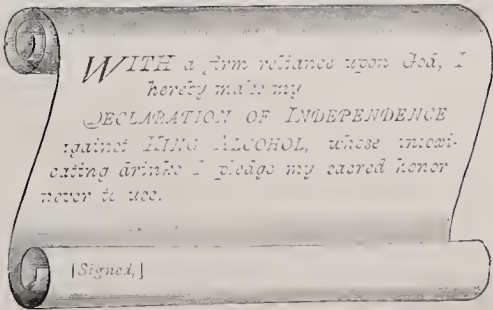 WITH a firm reliance upon God, I
hereby make my
DECLARATION OF INDEPENDENCE
against KING ALCOHOL, whose intoxi-
cating drinks I pledge my sacred honor
never to use.
[Signed,]